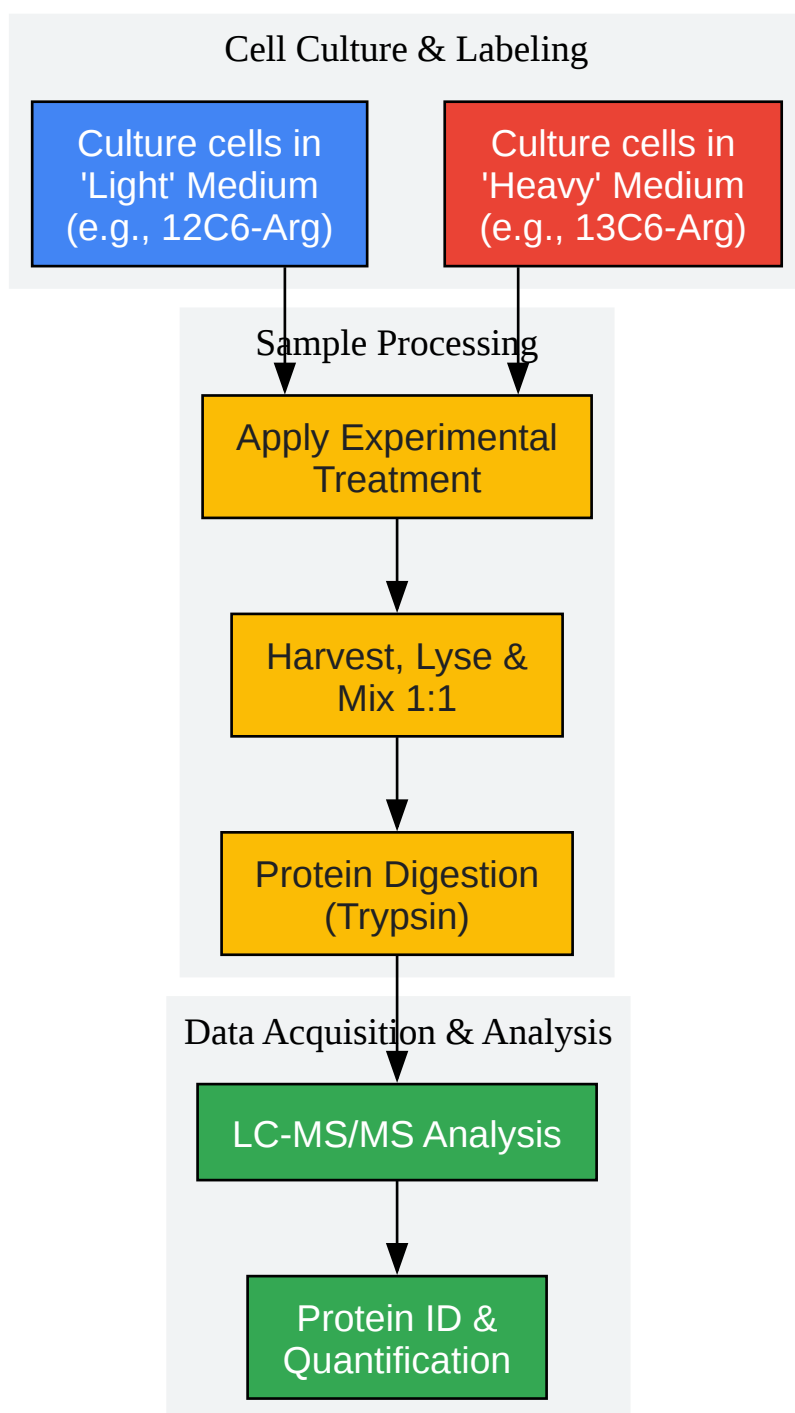 Cell Culture & Labeling
Culture cells in
'Light' Medium
(e.g., 12C6-Arg)
Culture cells in
'Heavy' Medium
(e.g., 13C6-Arg)
Sample Processing
Apply Experimental
Treatment
Harvest, Lyse &
Mix 1:1
Protein Digestion
(Trypsin)
Data Acquisition & Analysis
LC-MS/MS Analysis
Protein ID &
Quantification